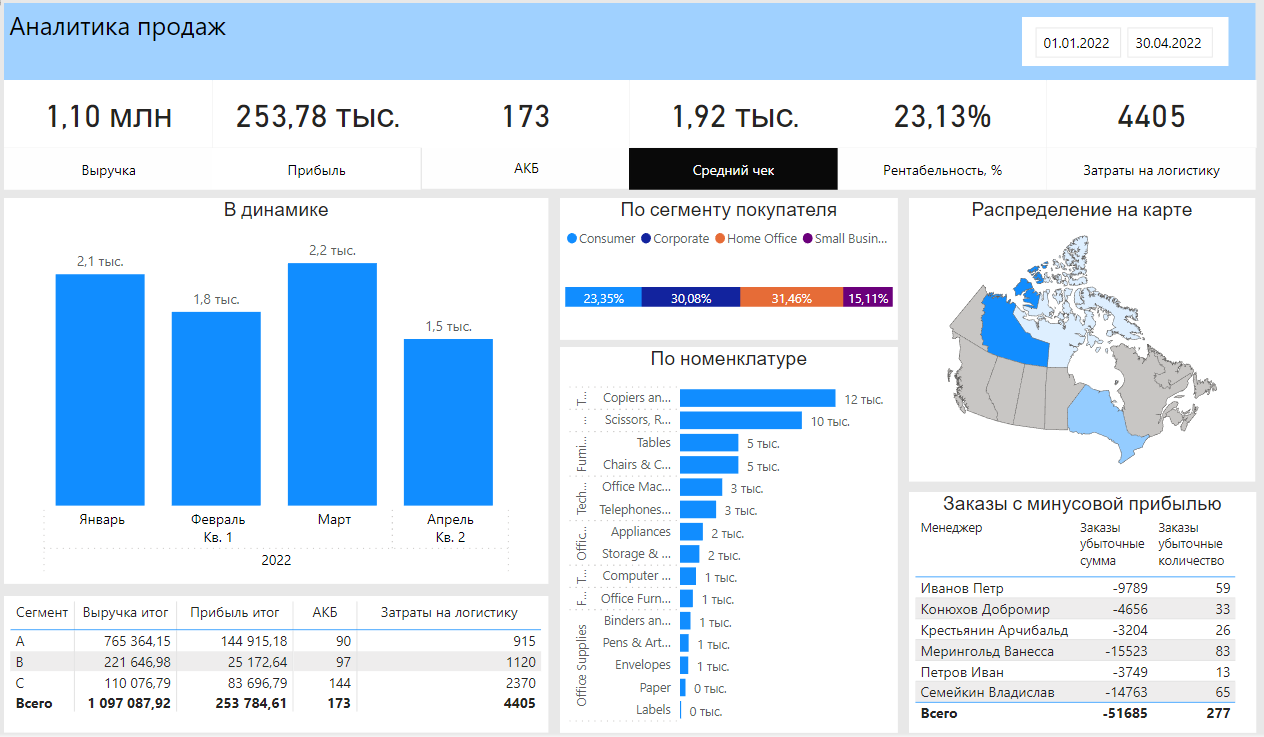 Аналитика продаж
01.01.2022 30.04.2022
1,10 млн 253,78 тыс. 173 1,92 тыс. 23,13% 4405
Выручка Прибыль АКБ Средний чек Рентабельность, % Затраты на логистику
В динамике
2,1 тыс.
1,8 тыс.
2,2 тыс.
1,5 тыс.
Январь Февраль Март Апрель
Кв. 1 Кв. 2
2022
Сегмент Выручка итог Прибыль итог АКБ Затраты на логистику
A 765 364,15 144 915,18 90 915
B 221 646,98 25 172,64 97 1120
C 110 076,79 83 696,79 144 2370
Всего 1 097 087,92 253 784,61 173 4405
По сегменту покупателя
Consumer Corporate Home Office Small Busin...
23,35% 30,08% 31,46% 15,11%
По номенклатуре
T... Copiers an... 12 тыс.
... Scissors, R... 10 тыс.
Furni... Tables 5 тыс.
Chairs & C... 5 тыс.
Tech... Office Mac... 3 тыс.
Telephones... 3 тыс.
Offic... Appliances 2 тыс.
Storage & ... 2 тыс.
T... Computer ... 1 тыс.
F... Office Furn... 1 тыс.
Office Supplies Binders an... 1 тыс.
Pens & Art... 1 тыс.
Envelopes 1 тыс.
Paper 0 тыс.
Labels 0 тыс.
Распределение на карте
Заказы с минусовой прибылью
Менеджер Заказы Заказы
убыточные убыточные
сумма количество
Иванов Петр -9789 59
Конюхов Добромир -4656 33
Крестьянин Арчибальд -3204 26
Мерингольд Ванесса -15523 83
Петров Иван -3749 13
Семейкин Владислав -14763 65
Всего -51685 277